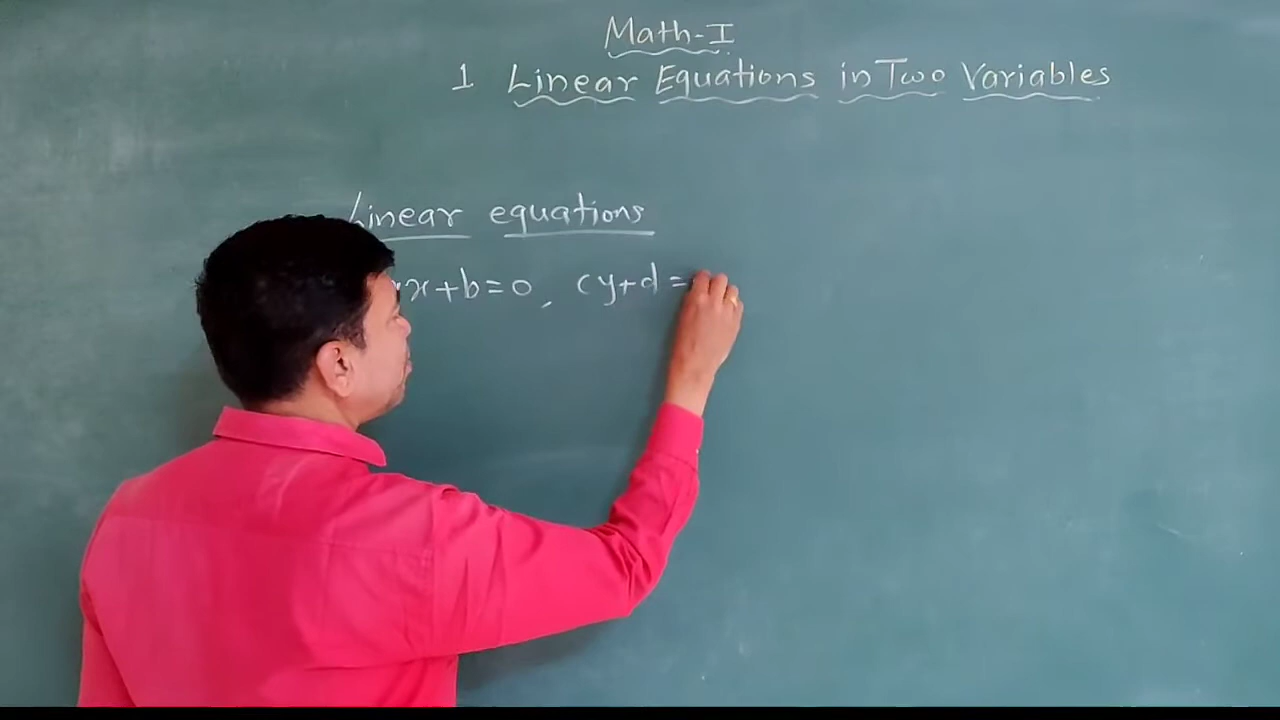 Math-I
1 Linear Equations in Two Variables
Linear equations
x+b=0, cy+d=